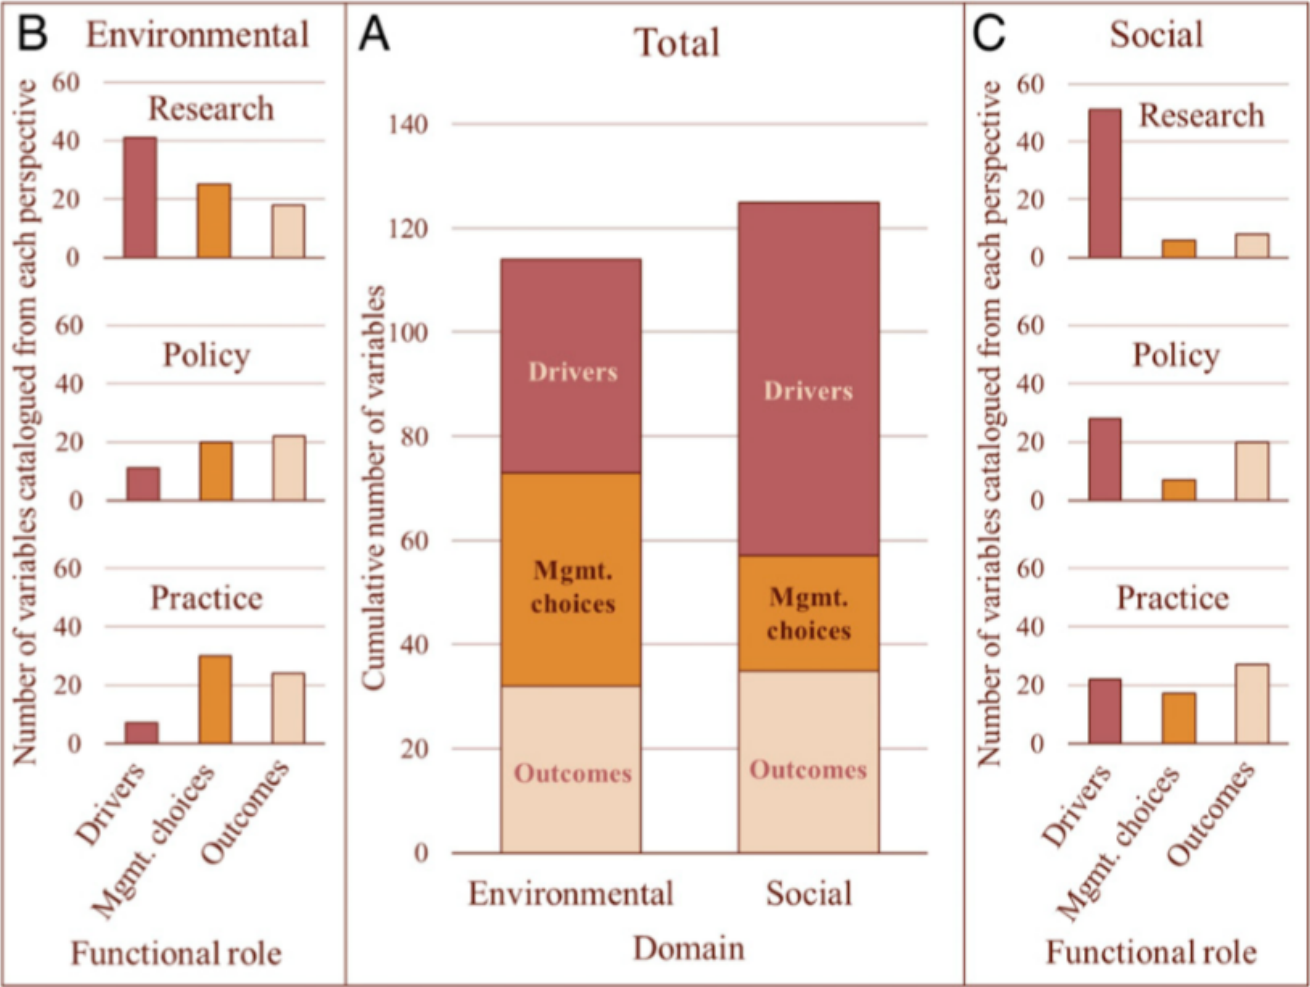 B Environmental
Number of variables catalogued from each perspective
60
Research
40
20
0
60
Policy
40
20
0
60
Practice
40
20
0
Drivers
Mgmt. choices
Outcomes
Functional role
A Total
Cumulative number of variables
140
120
100
80
60
40
20
0
Drivers
Mgmt.
choices
Outcomes
Drivers
Mgmt.
choices
Outcomes
Environmental
Social
Domain
C Social
Number of variables catalogued from each perspective
60
Research
40
20
0
60
Policy
40
20
0
60
Practice
40
20
0
Drivers
Mgmt. choices
Outcomes
Functional role